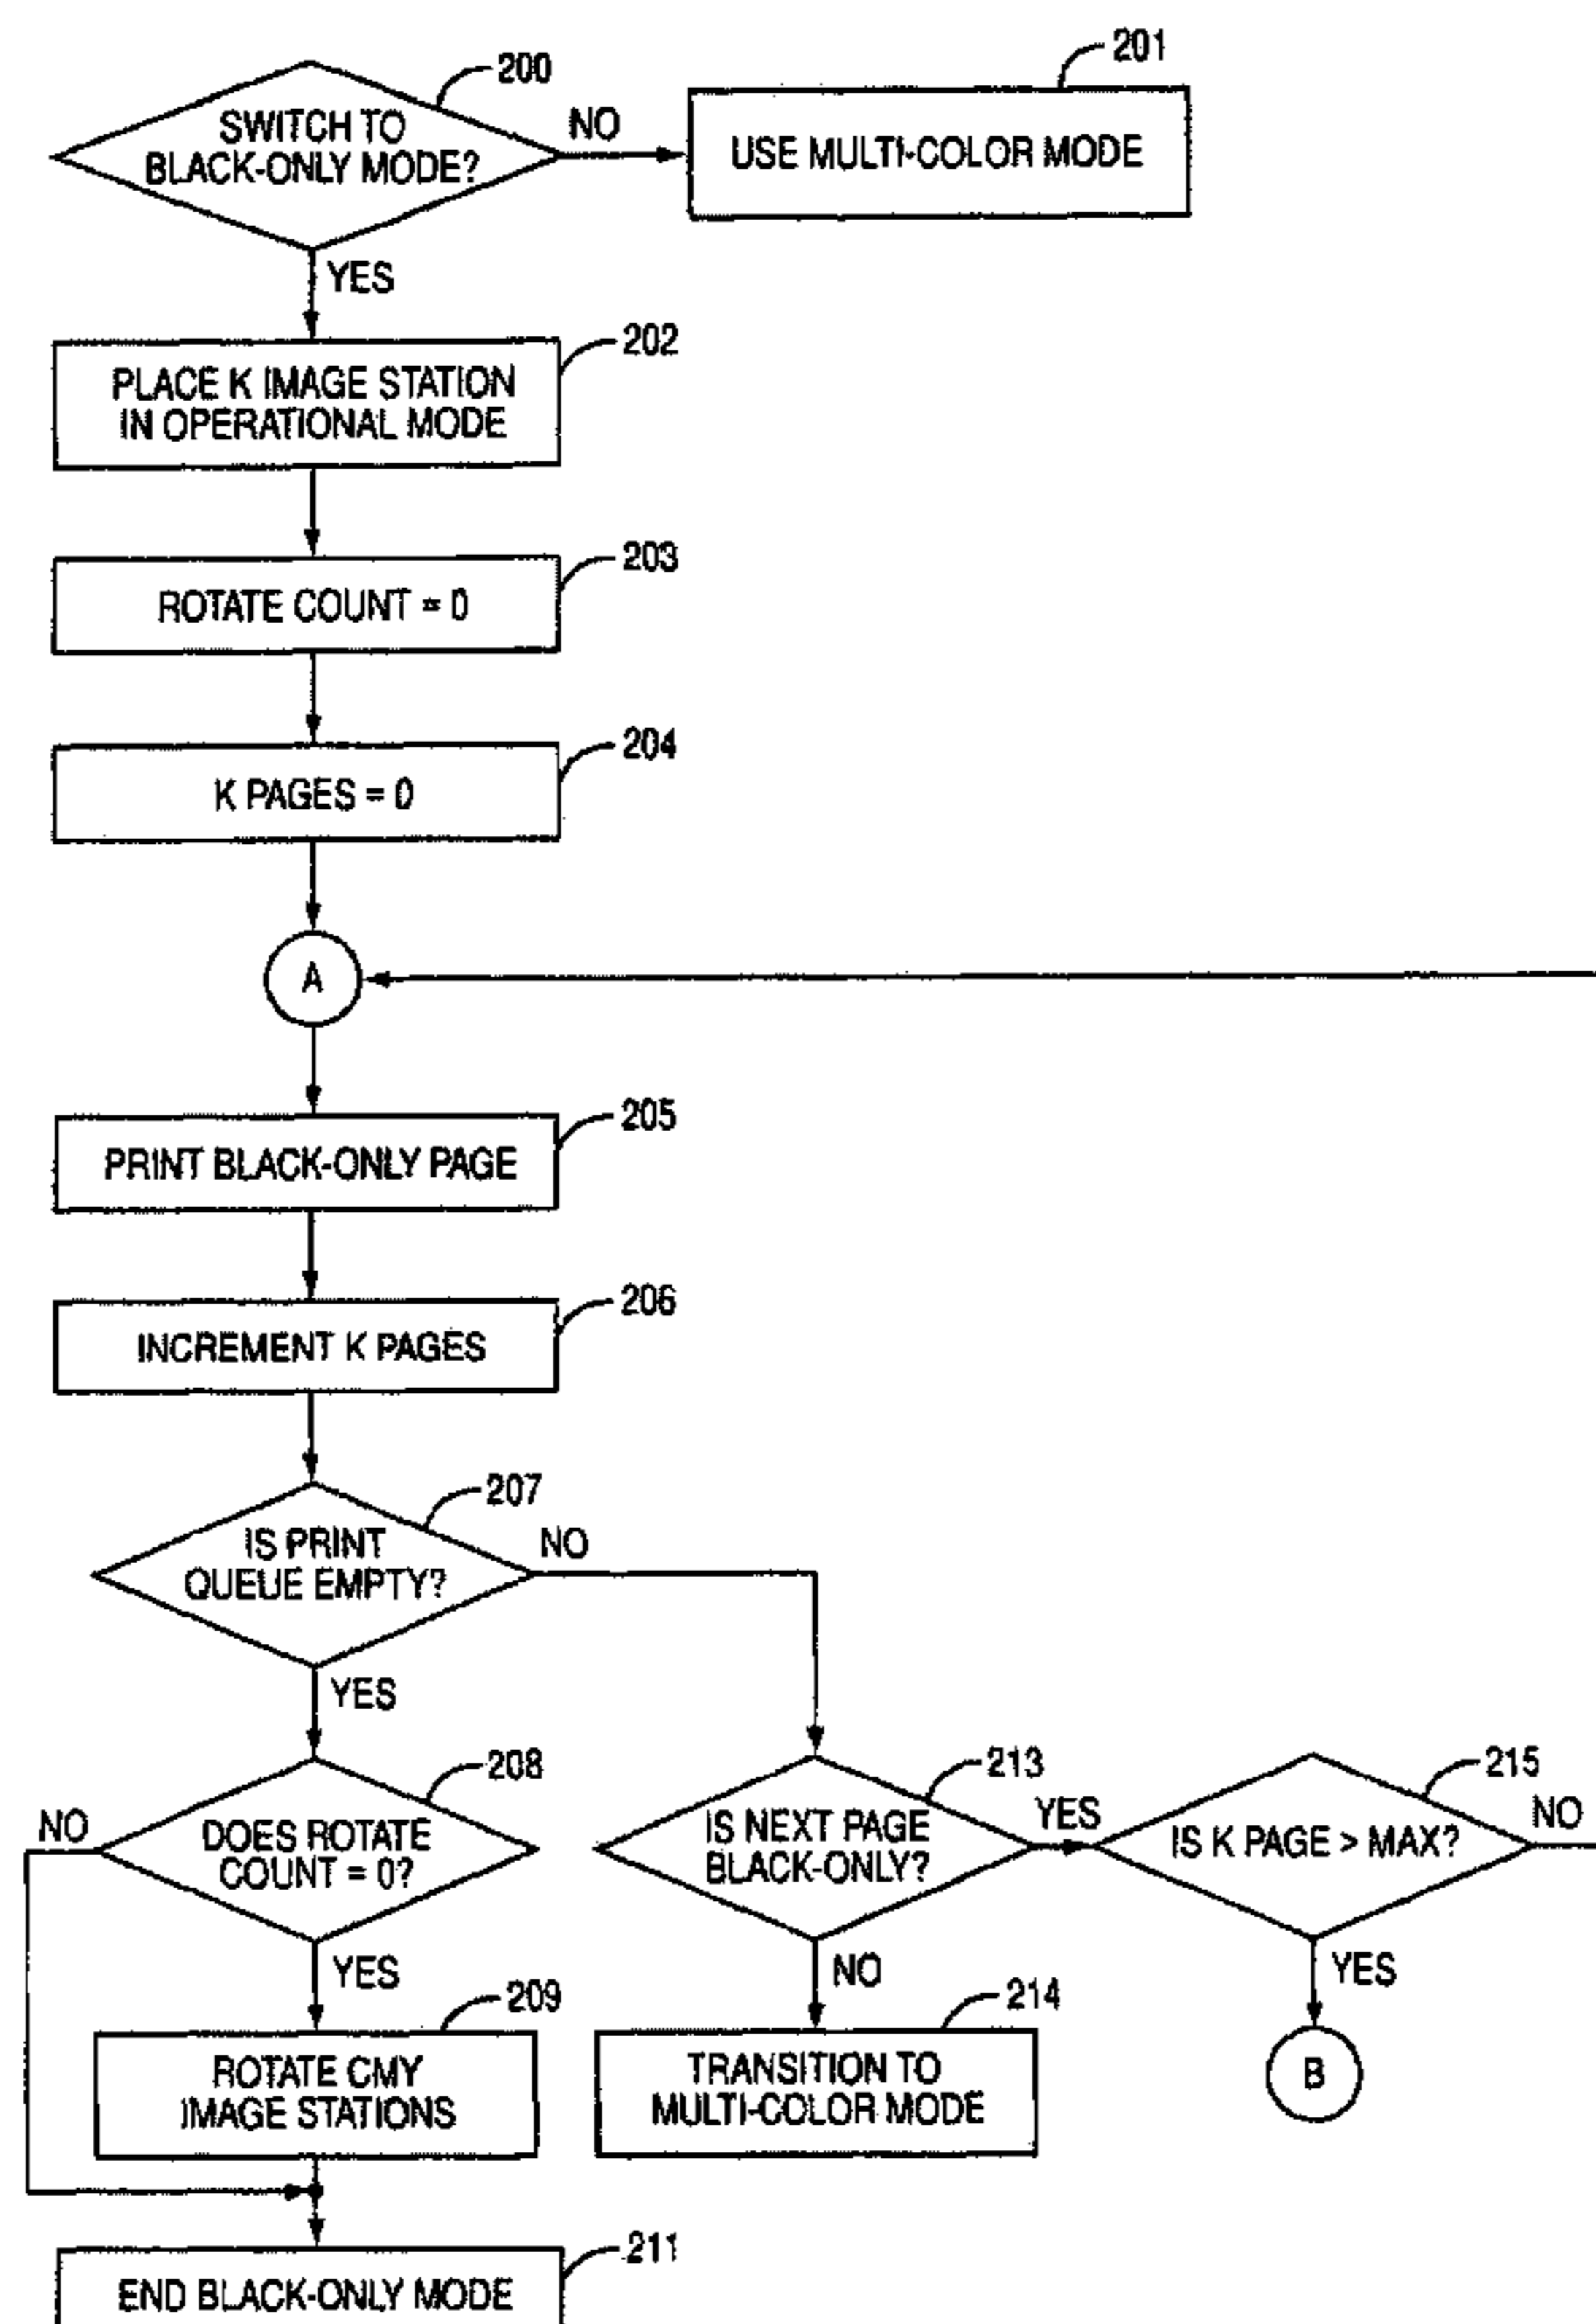 200
SWITCH TO
BLACK-ONLY MODE?
NO
201
USE MULTI-COLOR MODE
YES
202
PLACE K IMAGE STATION
IN OPERATIONAL MODE
203
ROTATE COUNT = 0
204
K PAGES = 0
A
205
PRINT BLACK-ONLY PAGE
206
INCREMENT K PAGES
207
IS PRINT
QUEUE EMPTY?
NO
YES
208
NO
DOES ROTATE
COUNT = 0?
YES
213
IS NEXT PAGE
BLACK-ONLY?
YES
NO
215
IS K PAGE > MAX?
NO
YES
209
ROTATE CMY
IMAGE STATIONS
214
TRANSITION TO
MULTI-COLOR MODE
B
211
END BLACK-ONLY MODE